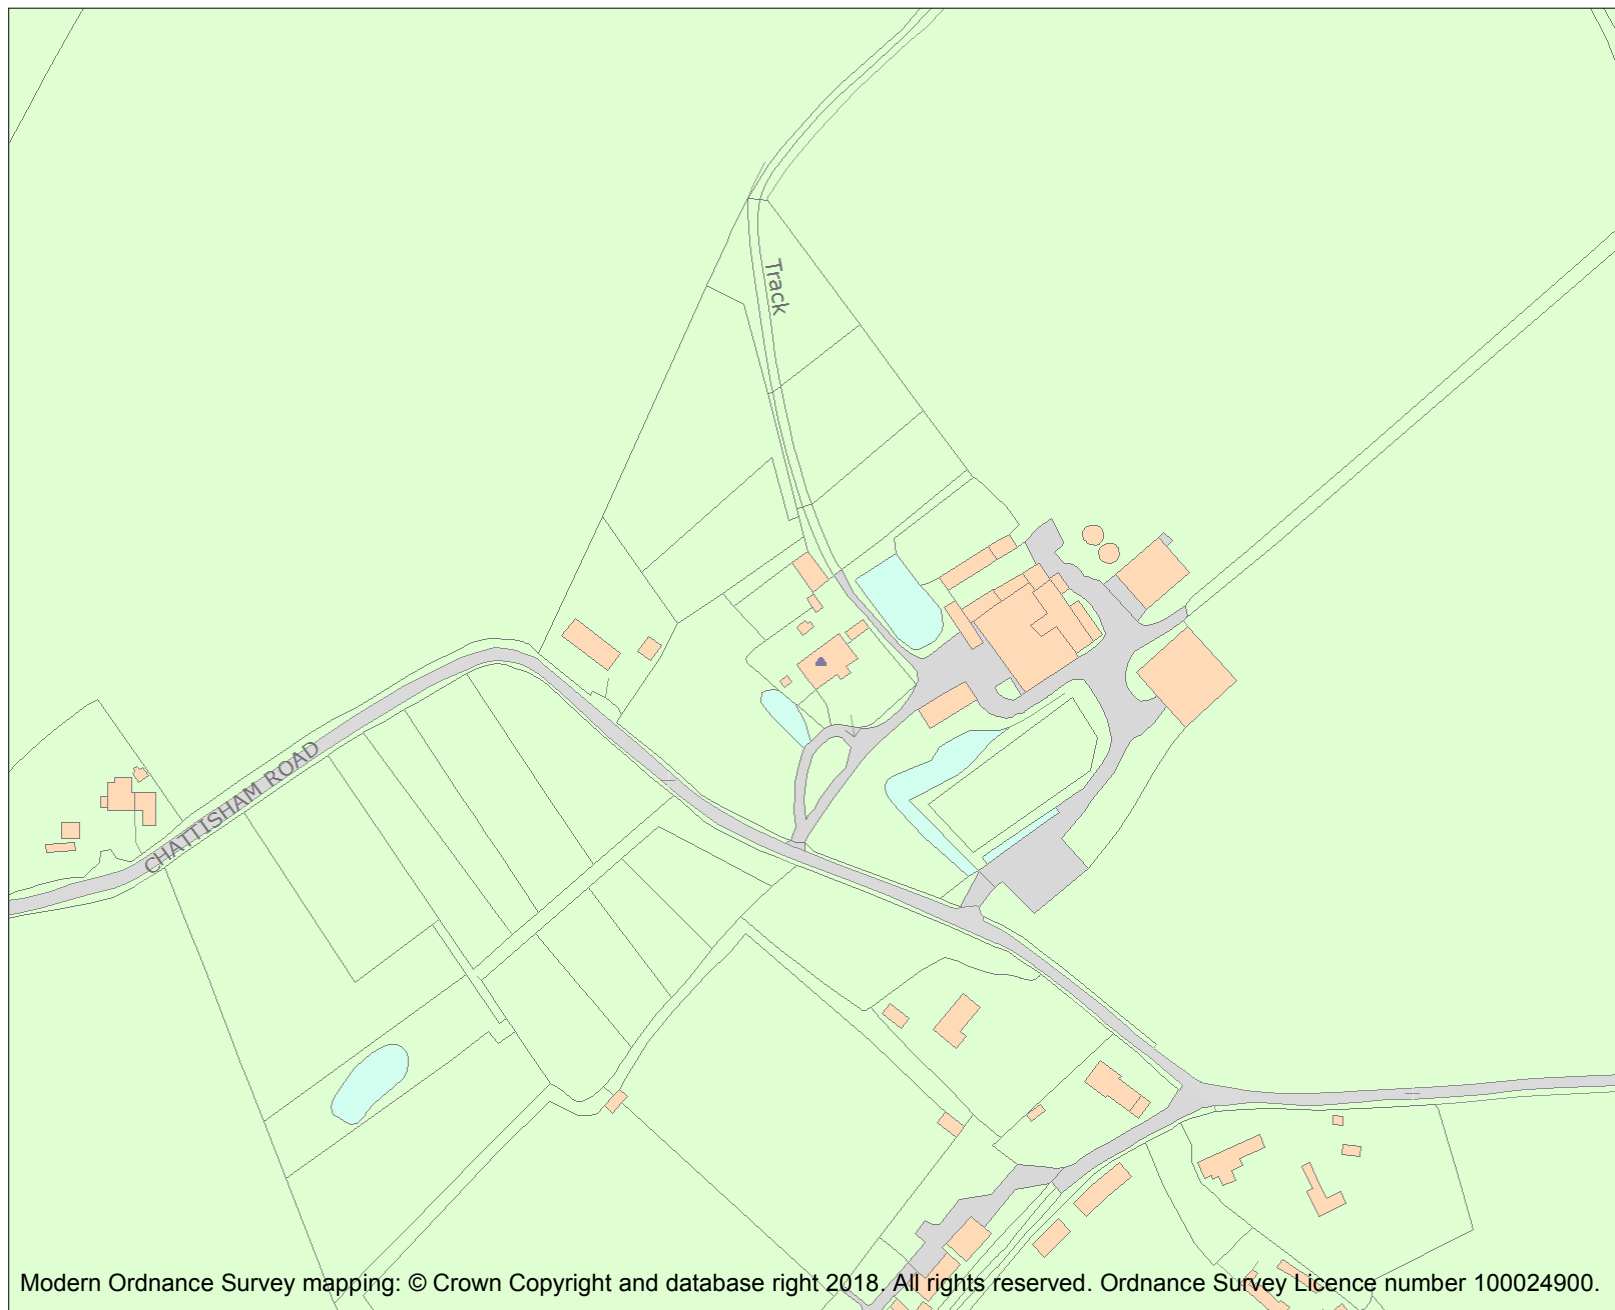 Track
CHATTISHAM ROAD
Modern Ordnance Survey mapping: © Crown Copyright and database right 2018. All rights reserved. Ordnance Survey Licence number 100024900.